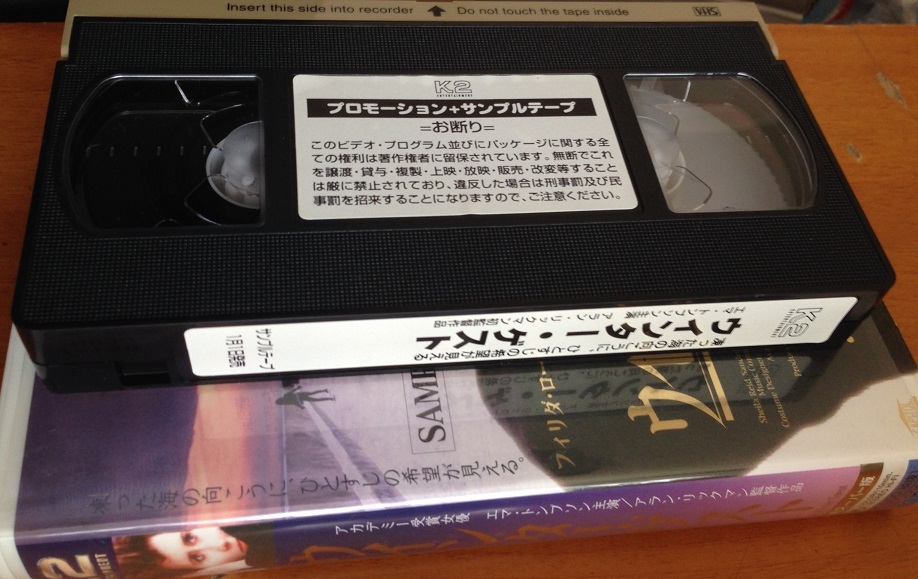 Insert this side into recorder Do not touch the tape inside VHS
K2
ENTERTAINMENT
プロモーション+サンプルテープ
=お断り=
このビデオ・プログラム並びにパッケージに関する全
ての権利は著作権者に留保されています。無断でこれ
を譲渡・貸与・複製・上映・放映・販売・改変等すること
は厳に禁止されており、違反した場合は刑事罰及び民
事罰を招来することになりますので、ご注意ください。
K2
エマ・トンプソン主演 アラン・リックマン初監督作品
ウィンター・ゲスト
凍った海の向こうに、ひとすじの希望が見える
サンプルテープ
11月1日発売
フィリダ・ロ
凍った海の向こうに、ひとすじの希望が見える。
アカデミー受賞女優 エマ・トンプソン主演/アラン・リックマン監督作品